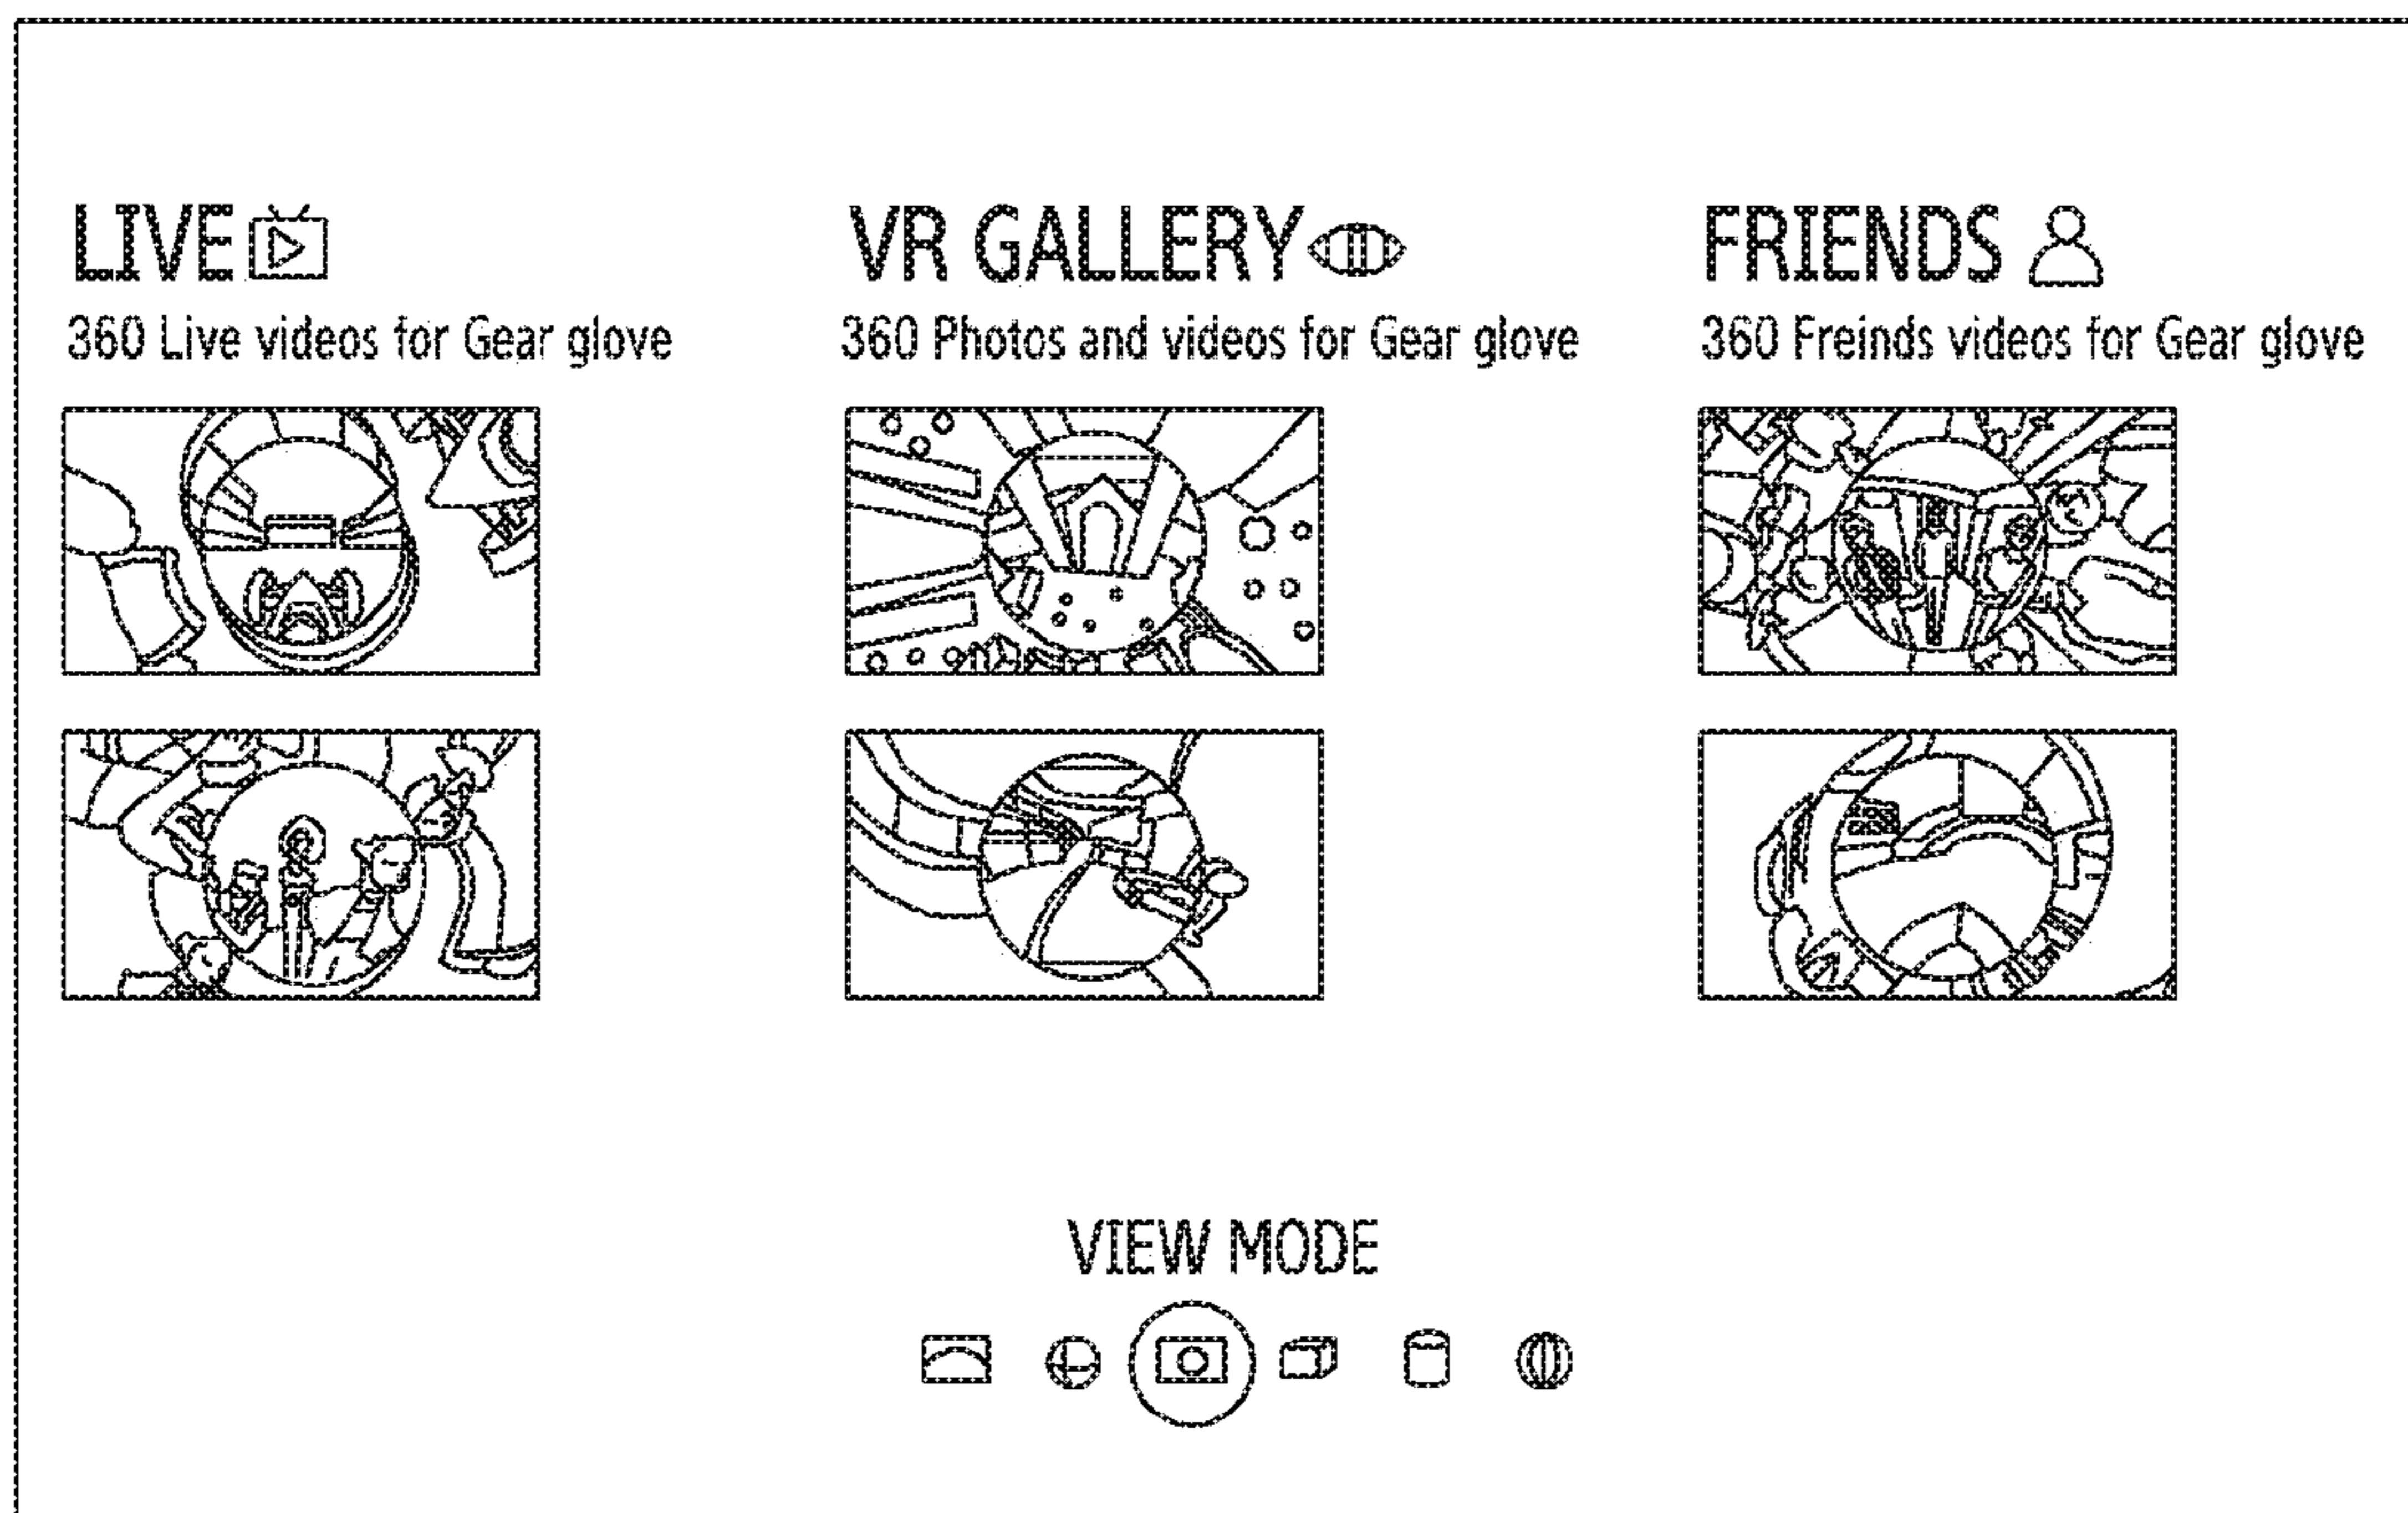 LIVE
360 Live videos for Gear glove
VR GALLERY
360 Photos and videos for Gear glove
FRIENDS
360 Freinds videos for Gear glove
VIEW MODE